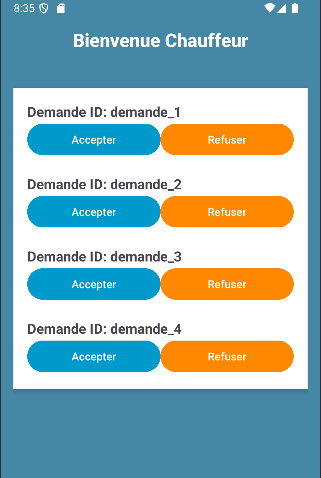 8:35
Bienvenue Chauffeur
Demande ID: demande_1
Accepter Refuser
Demande ID: demande_2
Accepter Refuser
Demande ID: demande_3
Accepter Refuser
Demande ID: demande_4
Accepter Refuser